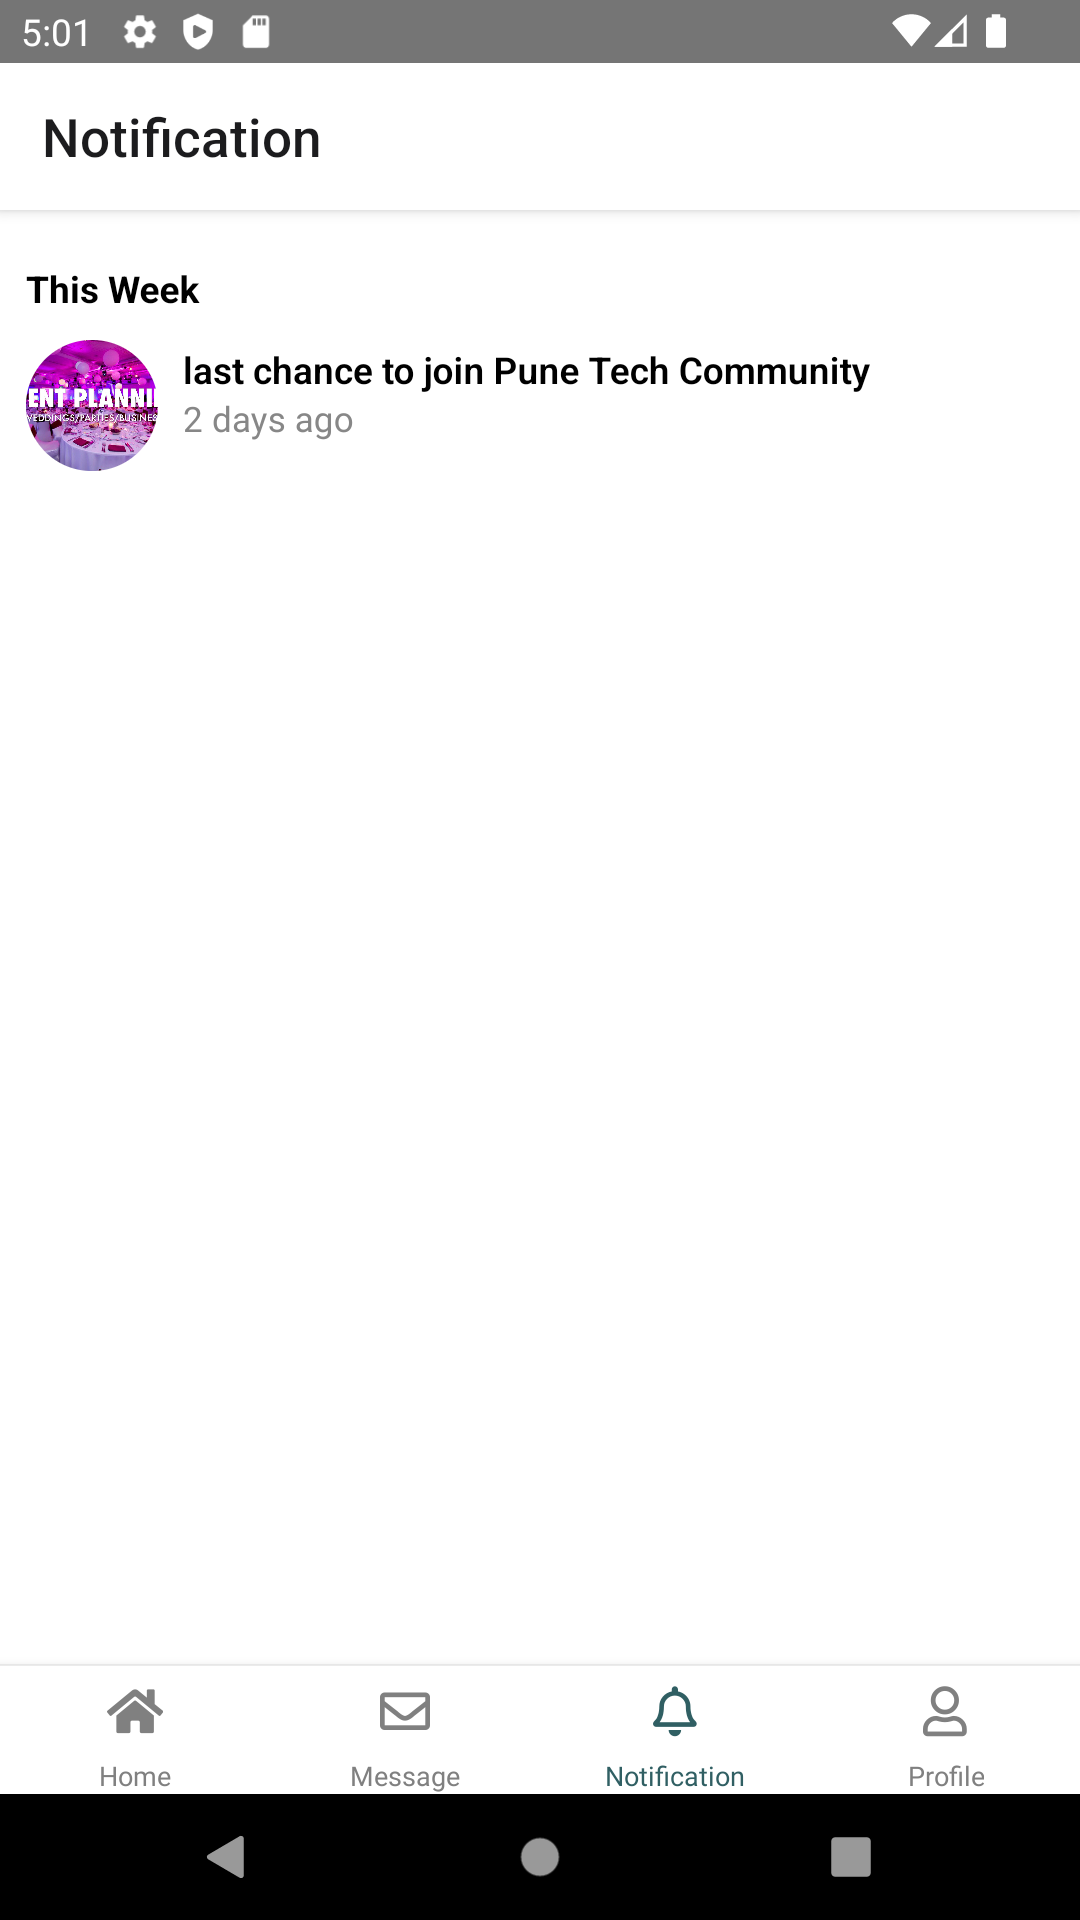 5:01
Notification
This Week
ENT PLANNI
WEDDINGS/PARTIES/BUSINES
last chance to join Pune Tech Community
2 days ago
Home
Message
Notification
Profile